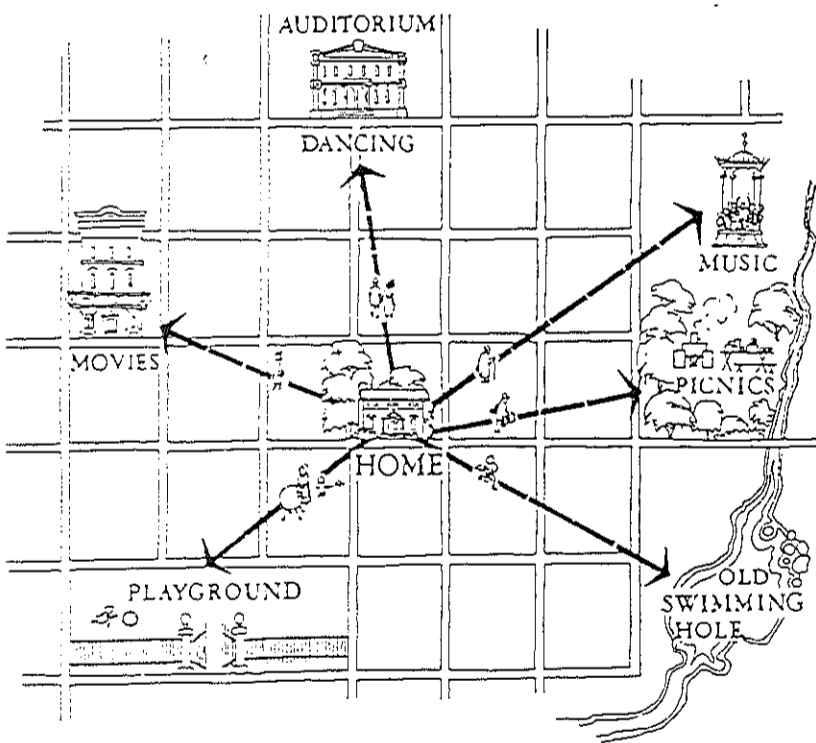 AUDITORIUM
DANCING
MUSIC
MOVIES
PICNICS
HOME
PLAYGROUND
OLD
SWIMMING
HOLE